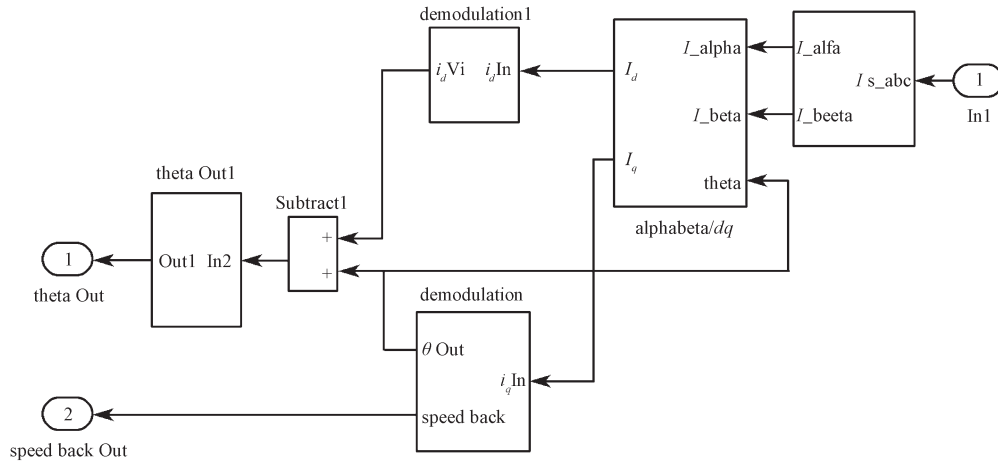 demodulation1
i_dVi i_dIn
I_d
I_q
I_alpha
I_beta
theta
alphabeta/dq
I_alfa
I_beeta
I s_abc
1
In1
theta Out1
Out1 In2
Subtract1
+
+
1
theta Out
demodulation
θ Out
i_qIn
speed back
2
speed back Out